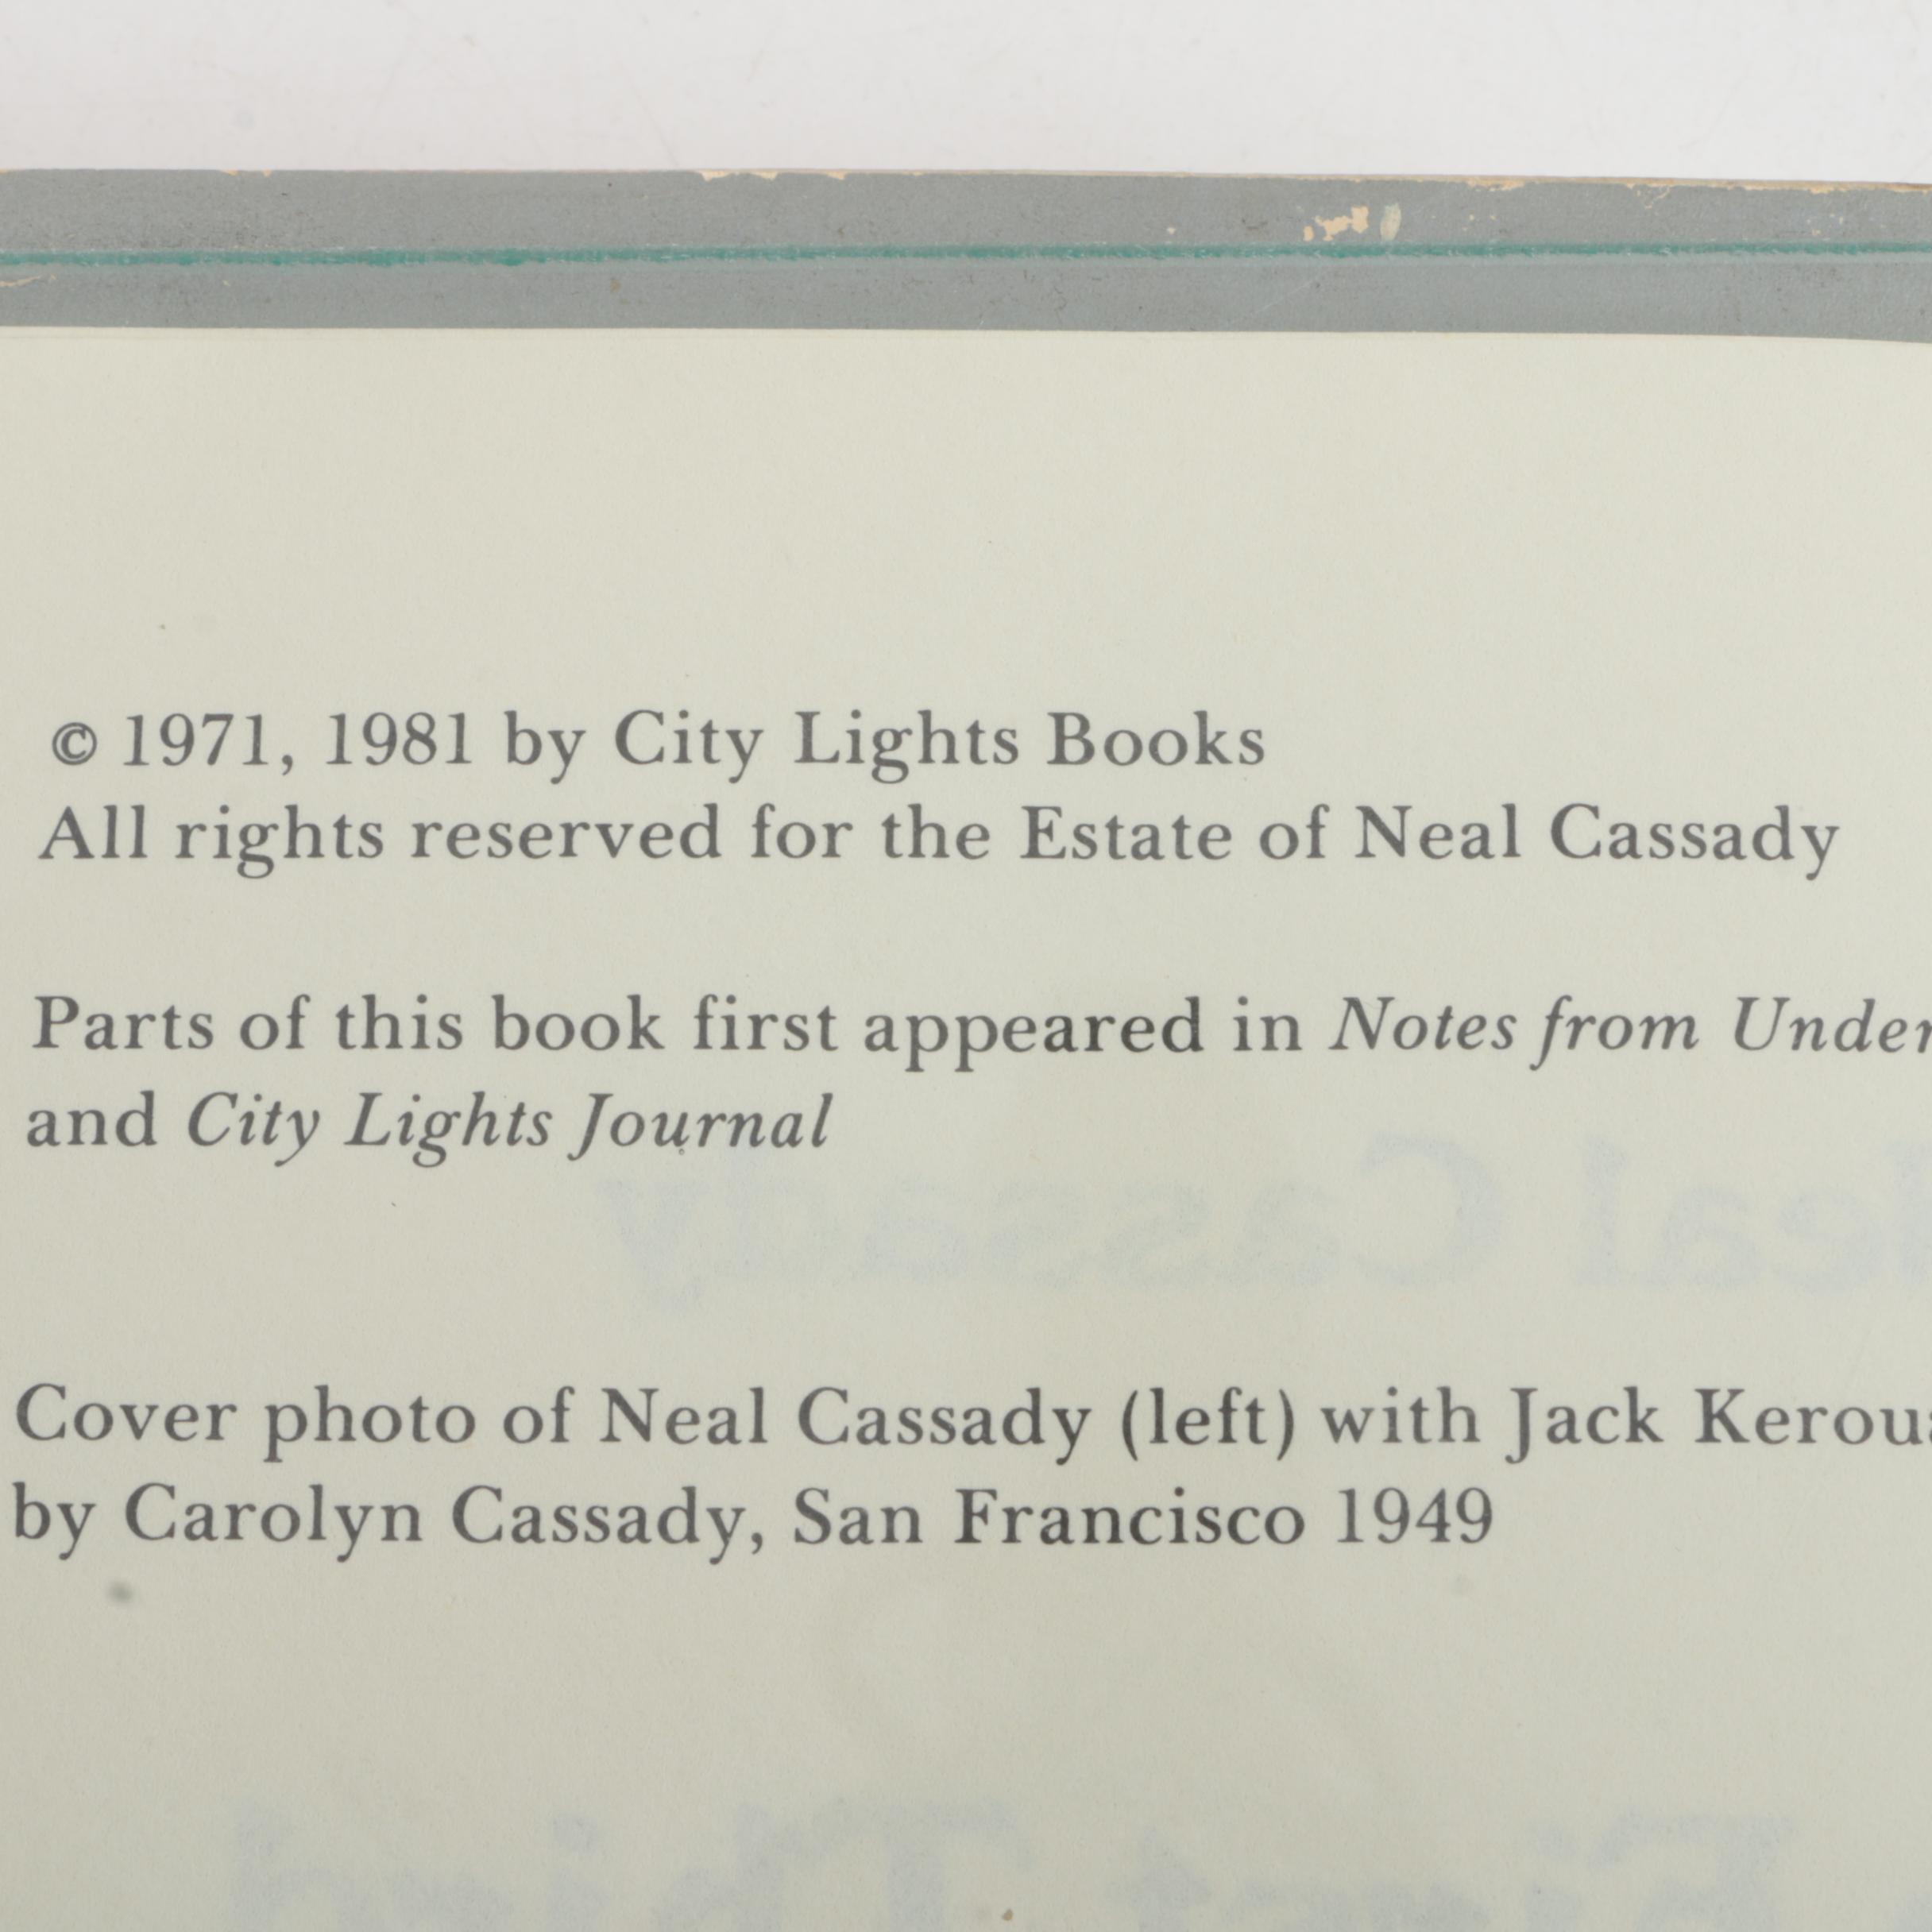 © 1971, 1981 by City Lights Books
All rights reserved for the Estate of Neal Cassady
Parts of this book first appeared in Notes from Under
and City Lights Journal
Cover photo of Neal Cassady (left) with Jack Keroua
by Carolyn Cassady, San Francisco 1949